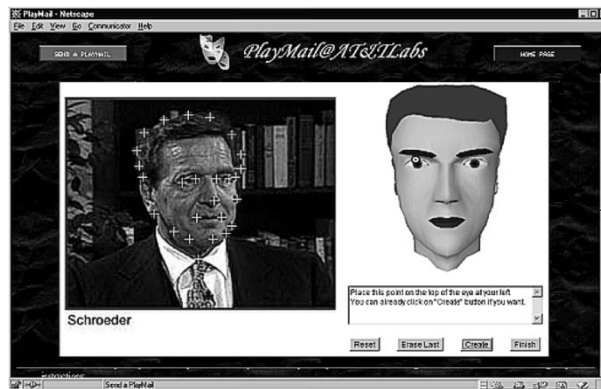 PlayMail - Netscape
File Edit View Go Communicator Help
SEND A PLAYMAIL
PlayMail@AT&TLabs
HOME PAGE
Place this point on the top of the eye at your left.
You can already click on "Create" button if you want.
Schroeder
Reset Erase Last Create Finish
instructions
Send a PlayMail